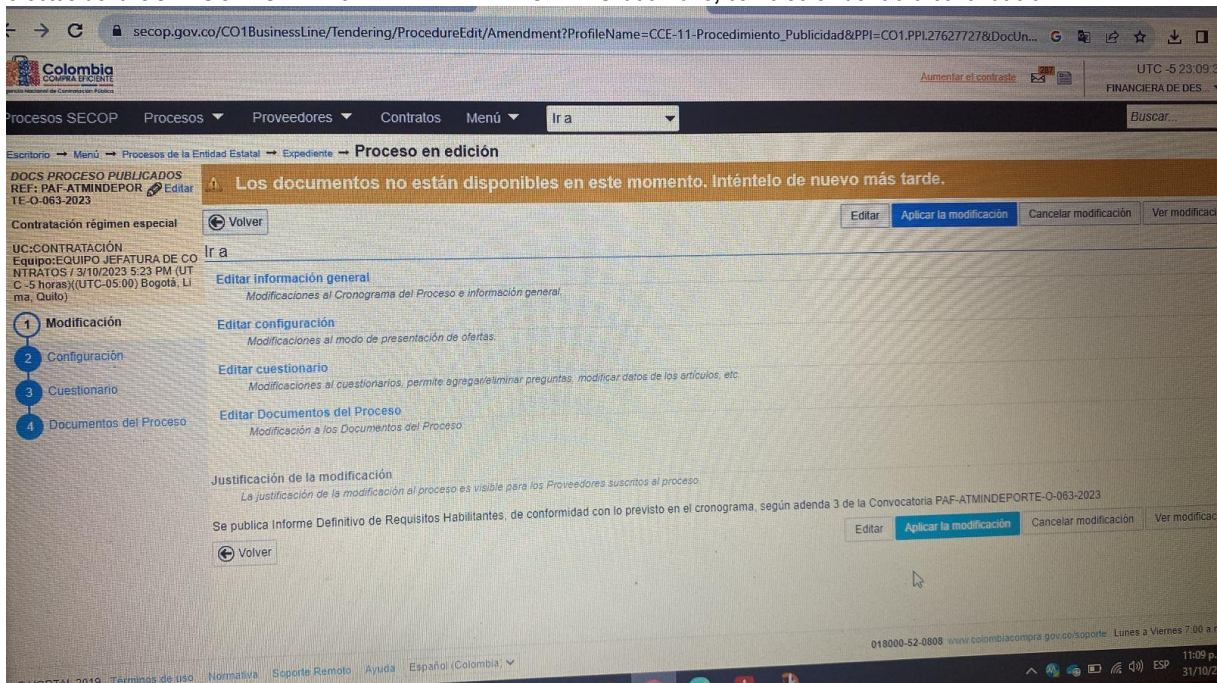 secop.gov.co/CO1BusinessLine/Tendering/ProcedureEdit/Amendment?ProfileName=CCE-11-Procedimiento_Publicidad&PPI=CO1.PPI.27627727&DocUn...
Colombia
COMPRA EFICIENTE
Agencia Nacional de Contratación Pública
Aumentar el contraste
287
UTC -5 23:09:3
FINANCIERA DE DES...
Procesos SECOP Procesos Proveedores Contratos Menú Ir a Buscar...
Escritorio → Menú → Procesos de la Entidad Estatal → Expediente → Proceso en edición
DOCS PROCESO PUBLICADOS
REF: PAF-ATMINDEPOR Editar
TE-O-063-2023
Los documentos no están disponibles en este momento. Inténtelo de nuevo más tarde.
Contratación régimen especial
Volver
Editar Aplicar la modificación Cancelar modificación Ver modificaci
UC:CONTRATACIÓN
Equipo:EQUIPO JEFATURA DE CO
NTRATOS / 3/10/2023 5:23 PM (UT
C -5 horas)((UTC-05:00) Bogotá, Li
ma, Quito)
Ir a
1 Modificación
2 Configuración
3 Cuestionario
4 Documentos del Proceso
Editar información general
Modificaciones al Cronograma del Proceso e información general.
Editar configuración
Modificaciones al modo de presentación de ofertas.
Editar cuestionario
Modificaciones al cuestionarios, permite agregar/eliminar preguntas, modificar datos de los artículos, etc.
Editar Documentos del Proceso
Modificación a los Documentos del Proceso
Justificación de la modificación
La justificación de la modificación al proceso es visible para los Proveedores suscritos al proceso.
Se publica Informe Definitivo de Requisitos Habilitantes, de conformidad con lo previsto en el cronograma, según adenda 3 de la Convocatoria PAF-ATMINDEPORTE-O-063-2023
Editar Aplicar la modificación Cancelar modificación Ver modificac
Volver
018000-52-0808 www.colombiacompra.gov.co/soporte Lunes a Viernes 7:00 a.m
2019 Términos de uso Normativa Soporte Remoto Ayuda Español (Colombia)
ESP
11:09 p.
31/10/2